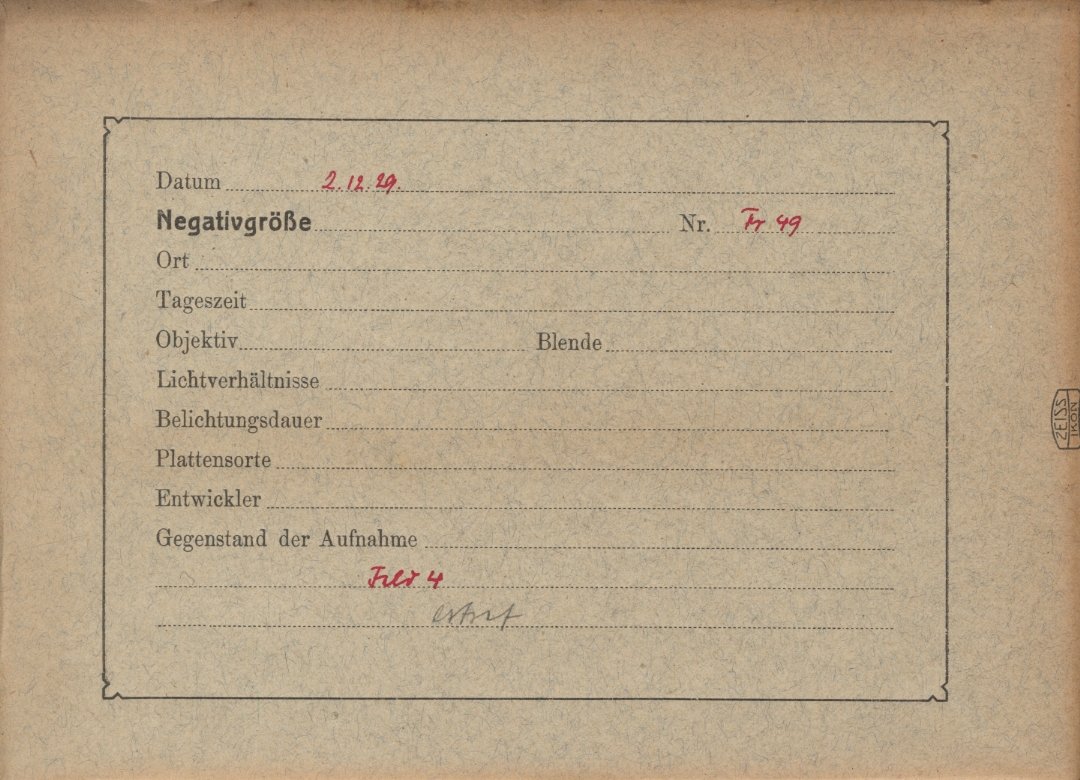 Datum 2.12.29.
Negativgröße Nr. Fr 49
Ort
Tageszeit
Objektiv Blende
Lichtverhältnisse
Belichtungsdauer
Plattensorte
Entwickler
Gegenstand der Aufnahme
Feld 4
ZEISS
IKON